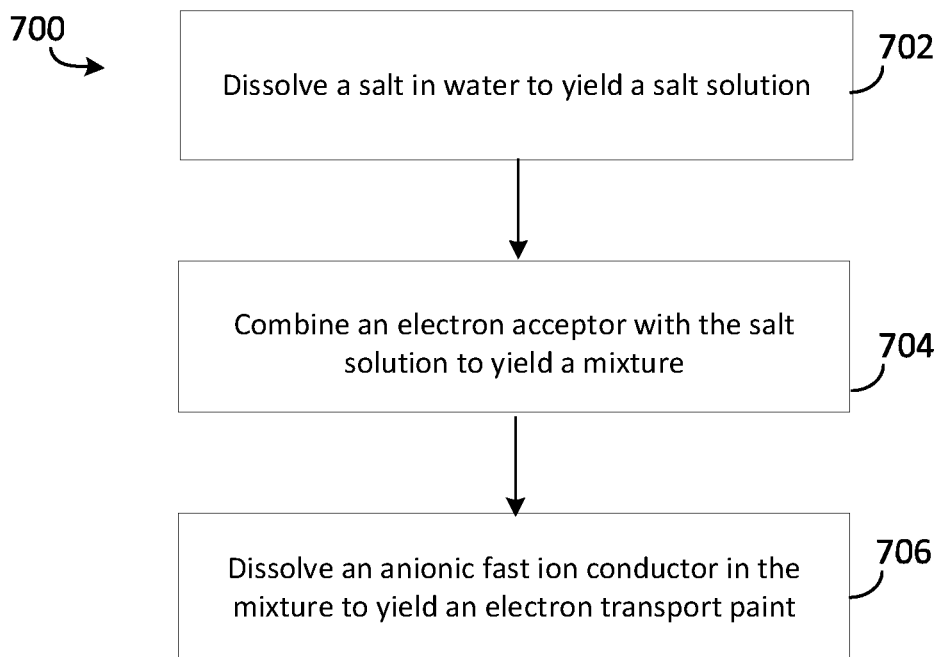 700
702
Dissolve a salt in water to yield a salt solution
Combine an electron acceptor with the salt
solution to yield a mixture
704
Dissolve an anionic fast ion conductor in the
mixture to yield an electron transport paint
706